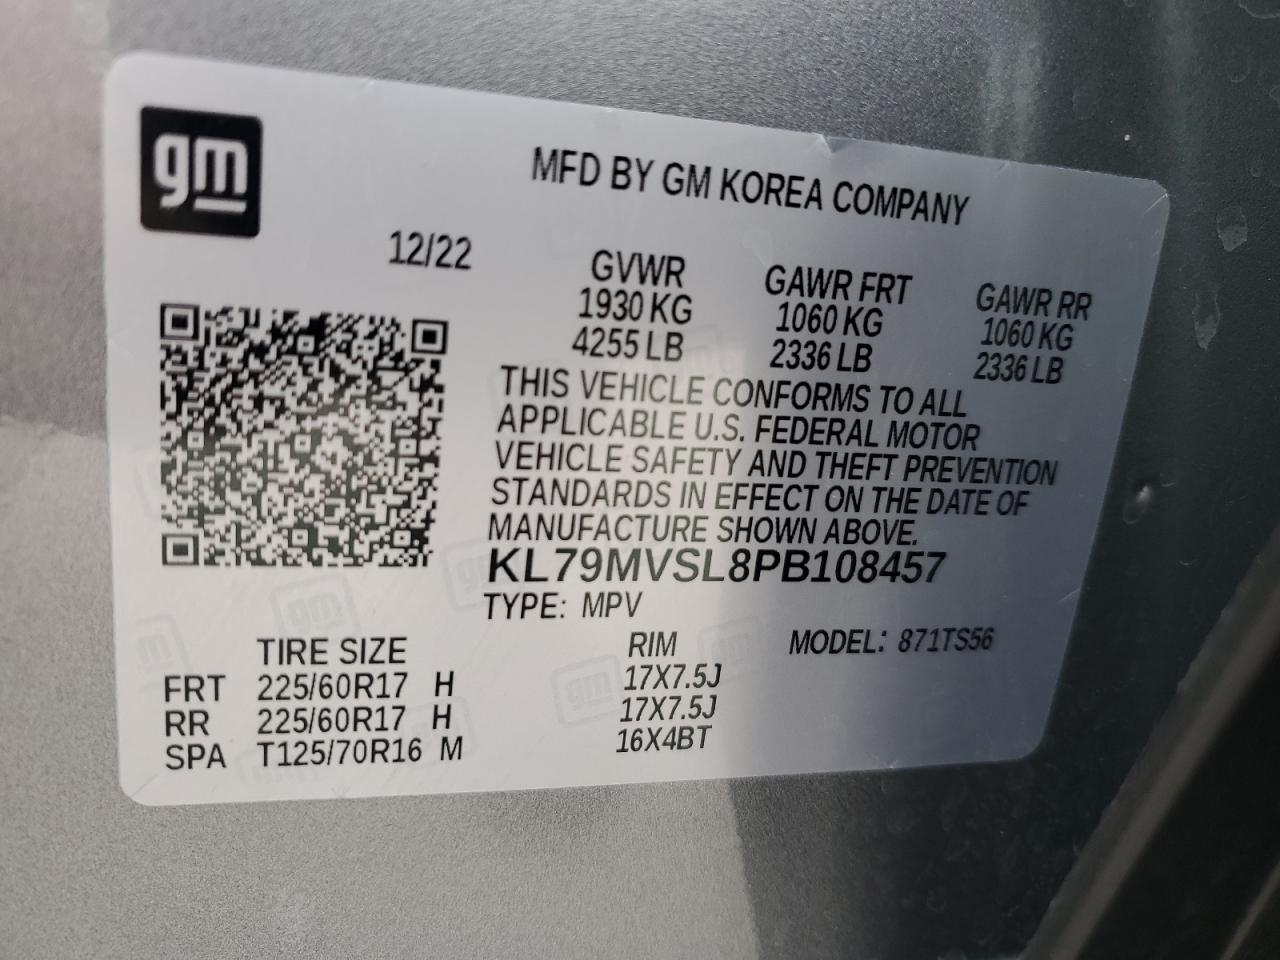 gm
MFD BY GM KOREA COMPANY
12/22
GVWR GAWR FRT GAWR RR
1930 KG 1060 KG 1060 KG
4255 LB 2336 LB 2336 LB
THIS VEHICLE CONFORMS TO ALL
APPLICABLE U.S. FEDERAL MOTOR
VEHICLE SAFETY AND THEFT PREVENTION
STANDARDS IN EFFECT ON THE DATE OF
MANUFACTURE SHOWN ABOVE.
KL79MVSL8PB108457
TYPE: MPV MODEL: 871TS56
TIRE SIZE RIM
FRT 225/60R17 H 17X7.5J
RR 225/60R17 H 17X7.5J
SPA T125/70R16 M 16X4BT